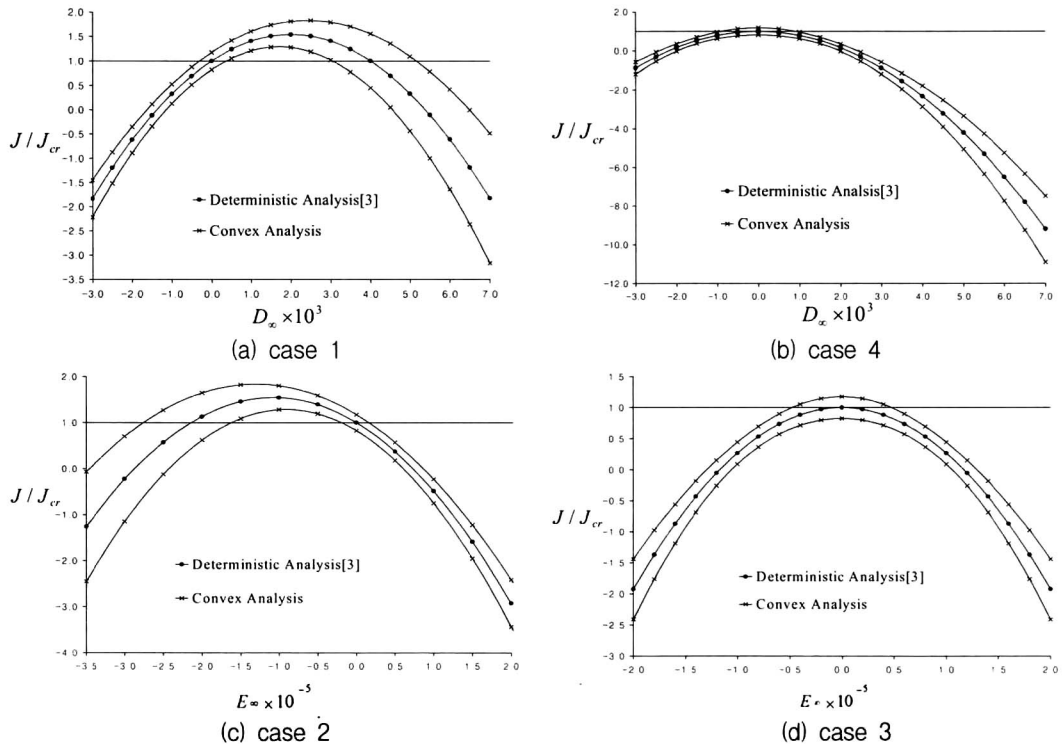 2.0
1.5
1.0
0.5
0.0
-0.5
-1.0
-1.5
-2.0
-2.5
-3.0
-3.5
J / J_cr
Deterministic Analysis[3]
Convex Analysis
-3.0 -2.0 -1.0 0.0 1.0 2.0 3.0 4.0 5.0 6.0 7.0
D_∞ ×10^3
(a) case 1
2.0
0.0
-2.0
-4.0
-6.0
-8.0
-10.0
-12.0
J / J_cr
Deterministic Analsis[3]
Convex Analysis
-3.0 -2.0 -1.0 0.0 1.0 2.0 3.0 4.0 5.0 6.0 7.0
D_∞ ×10^3
(b) case 4
2.0
1.0
0.0
-1.0
-2.0
-3.0
-4.0
J / J_cr
Deterministic Analysis[3]
Convex Analysis
-3.5 -3.0 -2.5 -2.0 -1.5 -1.0 -0.5 0.0 0.5 1.0 1.5 2.0
E∞ ×10^-5
(c) case 2
1.5
1.0
0.5
0.0
-0.5
-1.0
-1.5
-2.0
-2.5
-3.0
J / J_cr
Deterministic Analysis[3]
Convex Analysis
-2.0 -1.5 -1.0 -0.5 0.0 0.5 1.0 1.5 2.0
E∞ ×10^-5
(d) case 3